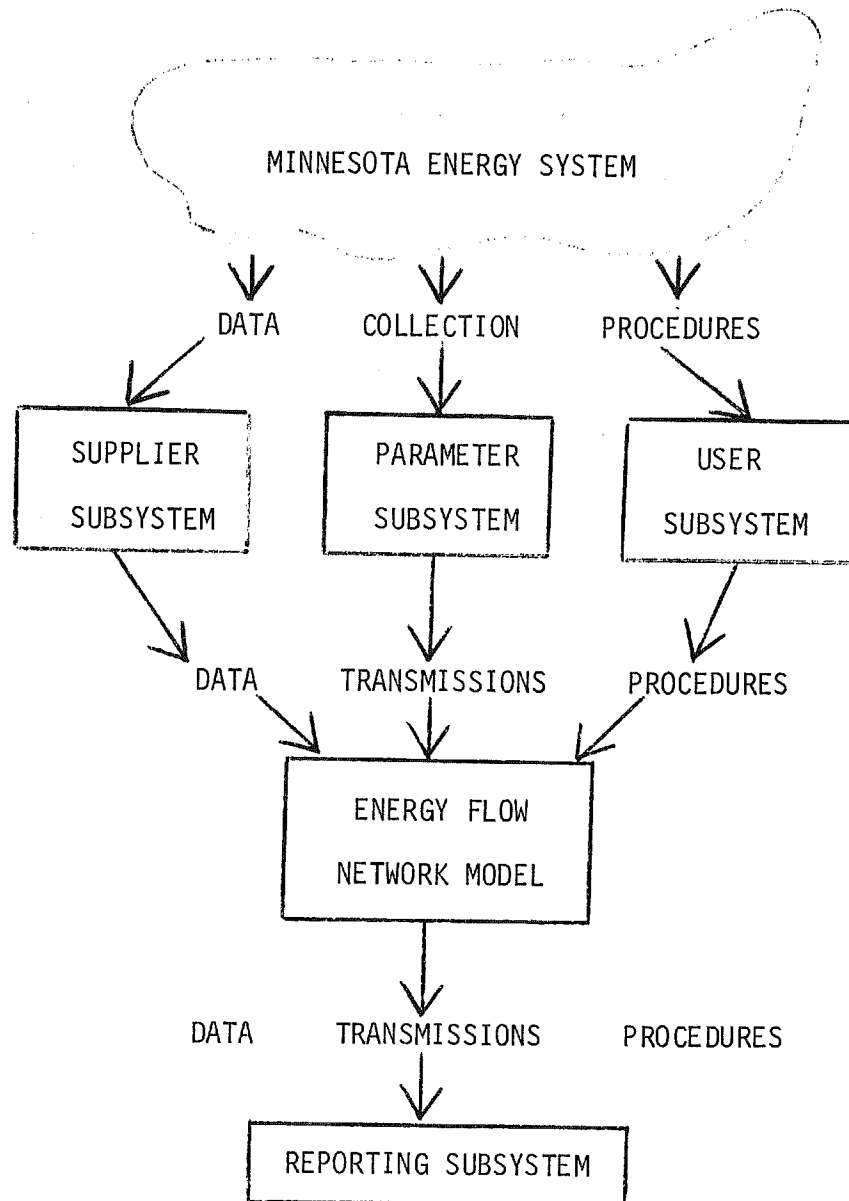 MINNESOTA ENERGY SYSTEM
DATA COLLECTION PROCEDURES
SUPPLIER
SUBSYSTEM
PARAMETER
SUBSYSTEM
USER
SUBSYSTEM
DATA TRANSMISSIONS PROCEDURES
ENERGY FLOW
NETWORK MODEL
DATA TRANSMISSIONS PROCEDURES
REPORTING SUBSYSTEM